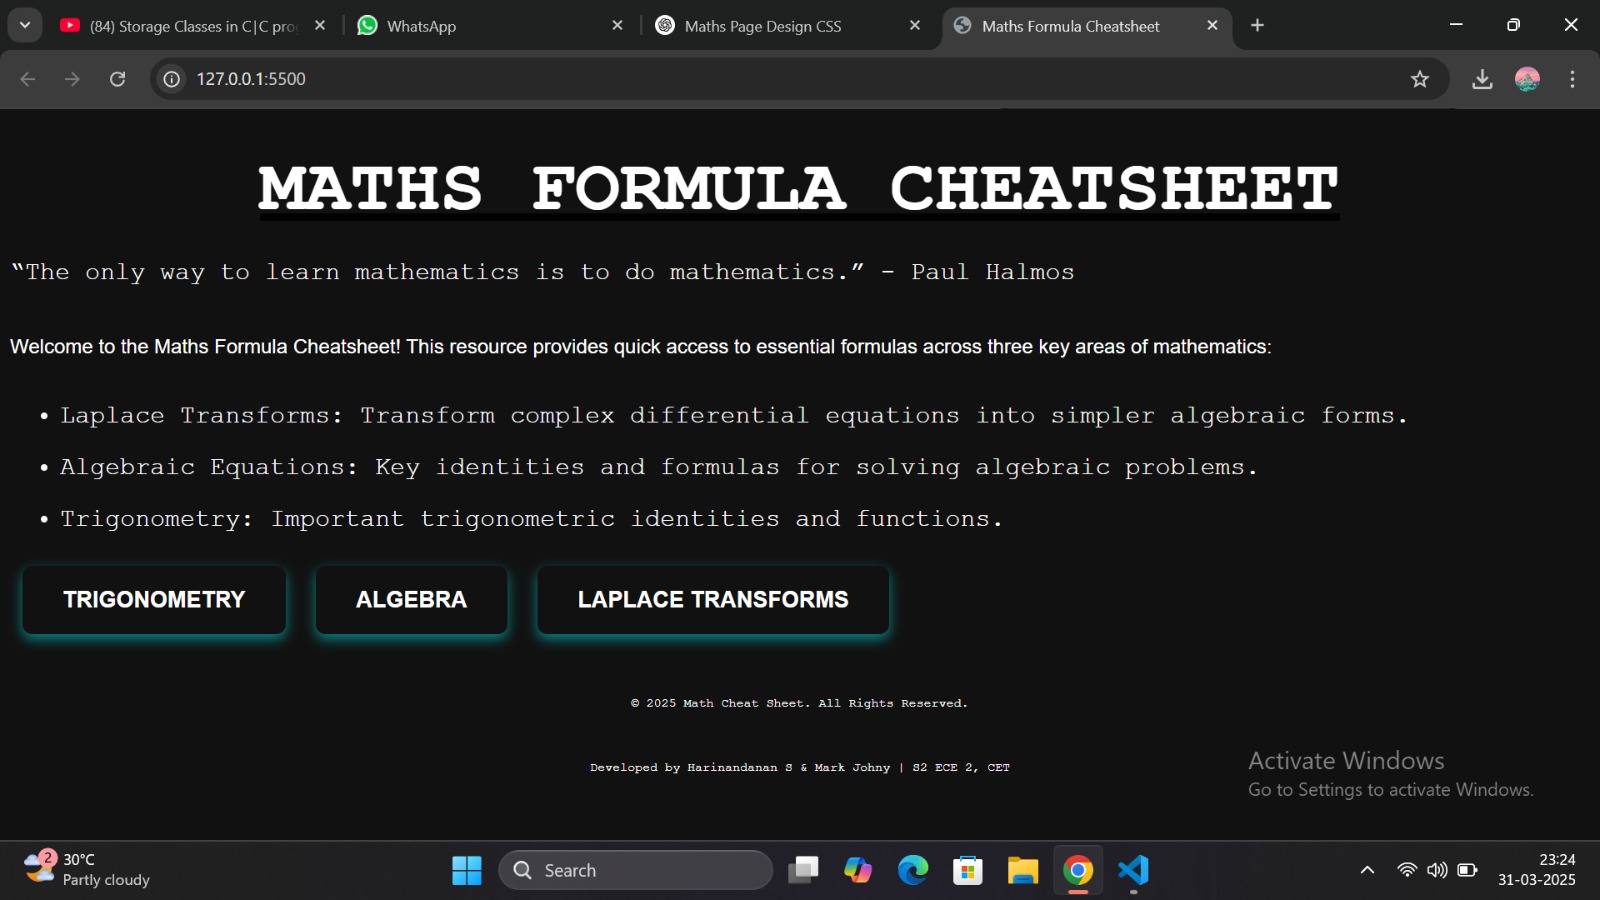 (84) Storage Classes in C|C pro
WhatsApp
Maths Page Design CSS
Maths Formula Cheatsheet
127.0.0.1:5500
MATHS FORMULA CHEATSHEET
“The only way to learn mathematics is to do mathematics.” - Paul Halmos
Welcome to the Maths Formula Cheatsheet! This resource provides quick access to essential formulas across three key areas of mathematics:
• Laplace Transforms: Transform complex differential equations into simpler algebraic forms.
• Algebraic Equations: Key identities and formulas for solving algebraic problems.
• Trigonometry: Important trigonometric identities and functions.
TRIGONOMETRY
ALGEBRA
LAPLACE TRANSFORMS
© 2025 Math Cheat Sheet. All Rights Reserved.
Developed by Harinandanan S & Mark Johny | S2 ECE 2, CET
Activate Windows
Go to Settings to activate Windows.
2
30°C
Partly cloudy
Search
23:24
31-03-2025